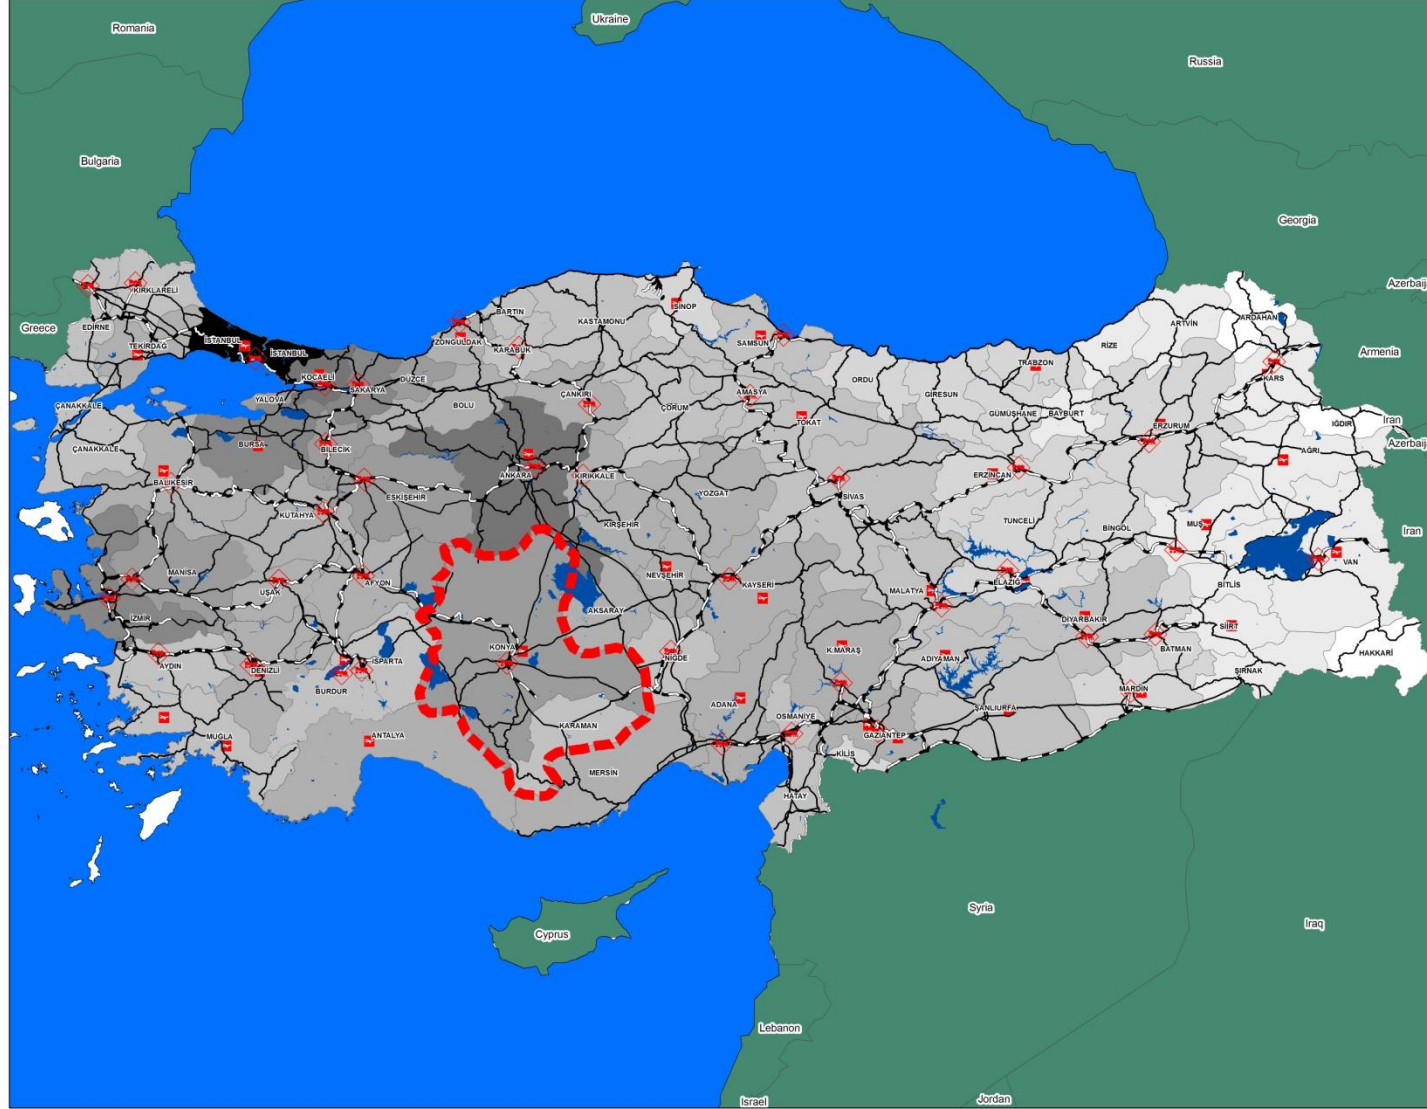 Ukraine
Romania
Russia
Bulgaria
Georgia
Azerbaij
KIRKLARELİ
EDİRNE
Greece
TEKİRDAĞ
İSTANBUL
İSTANBUL
BARTIN
ZONGULDAK
KARABÜK
KASTAMONU
SİNOP
SAMSUN
ARTVİN
ARDAHAN
RİZE
TRABZON
Armenia
KARS
KOCAELİ
SAKARYA
DÜZCE
YALOVA
BOLU
ÇANKIRI
ÇORUM
AMASYA
ORDU
GİRESUN
GÜMÜŞHANE
BAYBURT
ÇANAKKALE
ÇANAKKALE
BURSA
BİLECİK
TOKAT
ERZURUM
IĞDIR
Iran
Azerbaij
AĞRI
BALIKESİR
ESKİŞEHİR
ANKARA
KIRIKKALE
YOZGAT
SİVAS
ERZİNCAN
KÜTAHYA
KIRŞEHİR
TUNCELİ
BİNGÖL
MUŞ
Iran
MANİSA
UŞAK
AFYON
NEVŞEHİR
KAYSERİ
MALATYA
ELAZIĞ
BİTLİS
VAN
İZMİR
AKSARAY
DİYARBAKIR
SİİRT
AYDIN
DENİZLİ
ISPARTA
KONYA
NİĞDE
K.MARAŞ
ADIYAMAN
BATMAN
HAKKARİ
BURDUR
ŞIRNAK
MARDİN
MUĞLA
ANTALYA
KARAMAN
ADANA
OSMANİYE
GAZİANTEP
ŞANLIURFA
KİLİS
MERSİN
HATAY
Syria
Iraq
Cyprus
Lebanon
Israel
Jordan